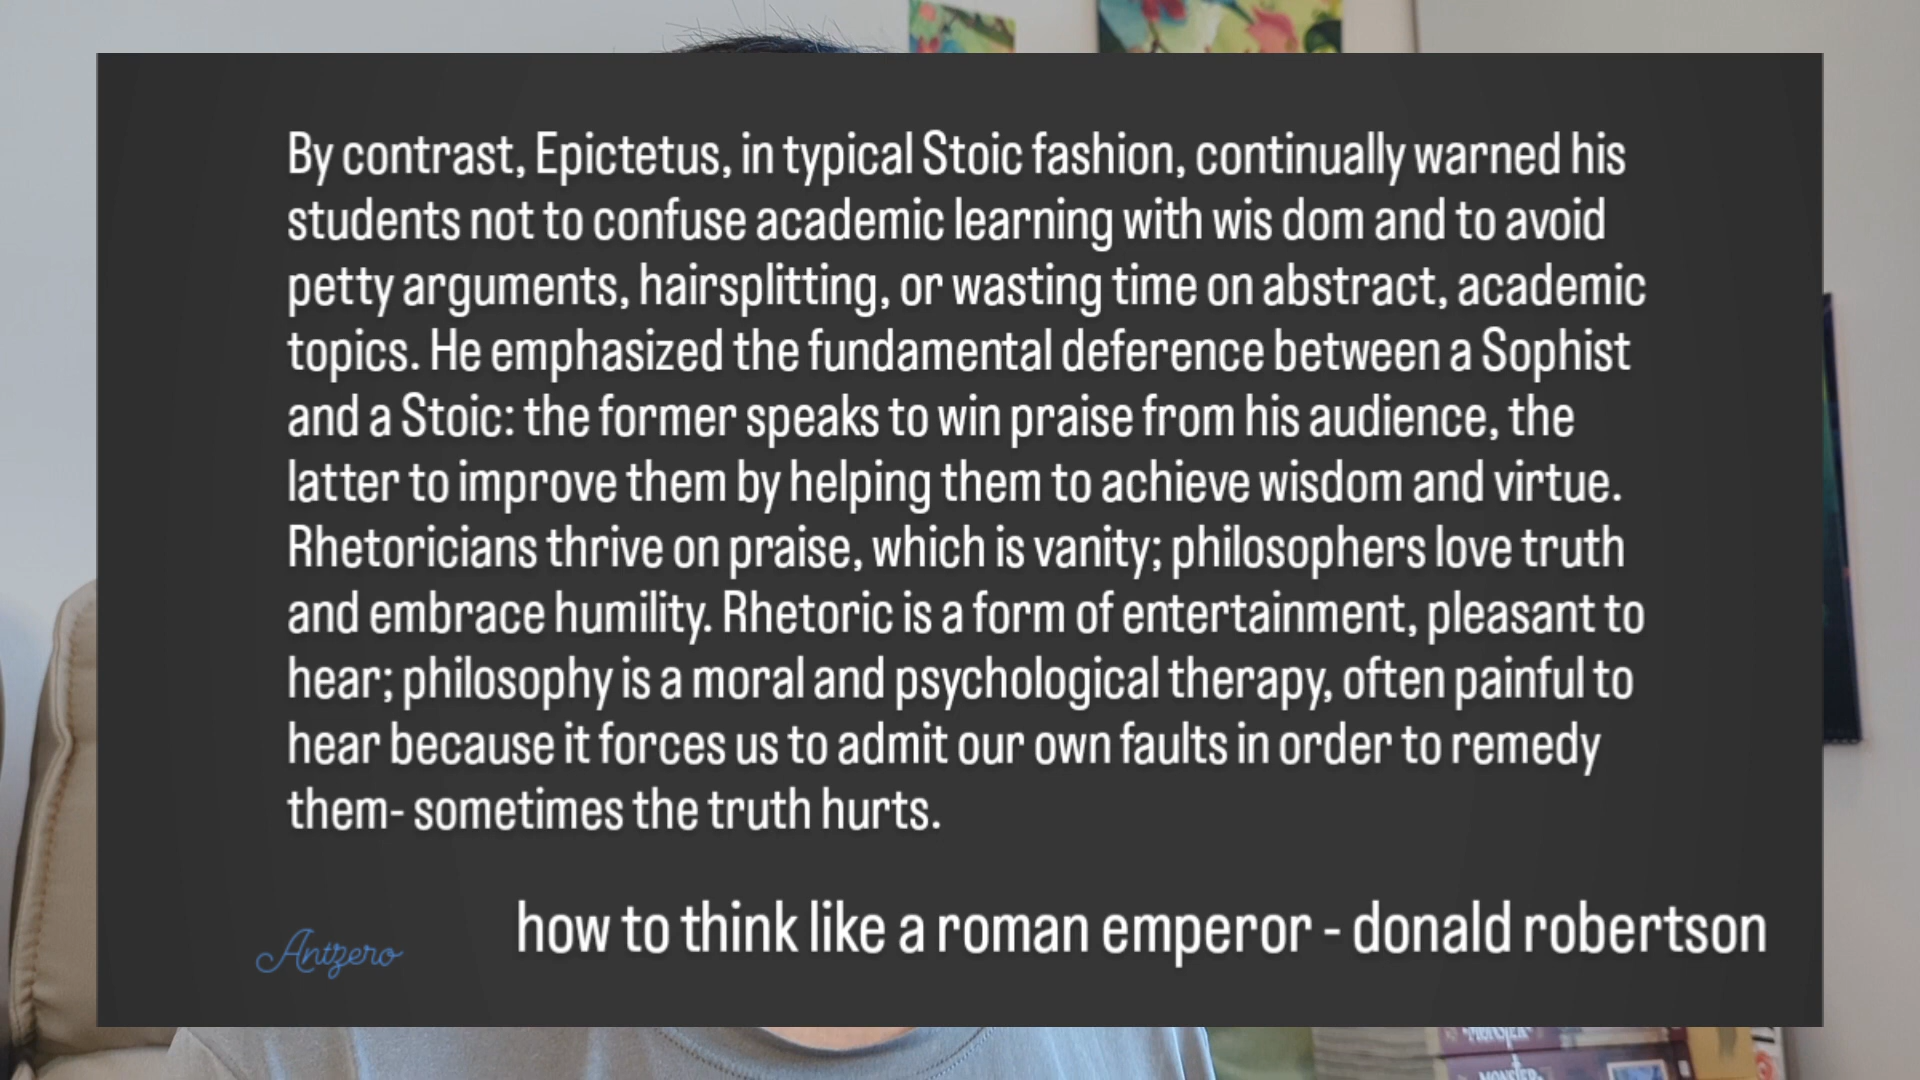 By contrast, Epictetus, in typical Stoic fashion, continually warned his
students not to confuse academic learning with wis dom and to avoid
petty arguments, hairsplitting, or wasting time on abstract, academic
topics. He emphasized the fundamental deference between a Sophist
and a Stoic: the former speaks to win praise from his audience, the
latter to improve them by helping them to achieve wisdom and virtue.
Rhetoricians thrive on praise, which is vanity; philosophers love truth
and embrace humility. Rhetoric is a form of entertainment, pleasant to
hear; philosophy is a moral and psychological therapy, often painful to
hear because it forces us to admit our own faults in order to remedy
them- sometimes the truth hurts.
how to think like a roman emperor - donald robertson
Antzero
MONSTER
MONSTER